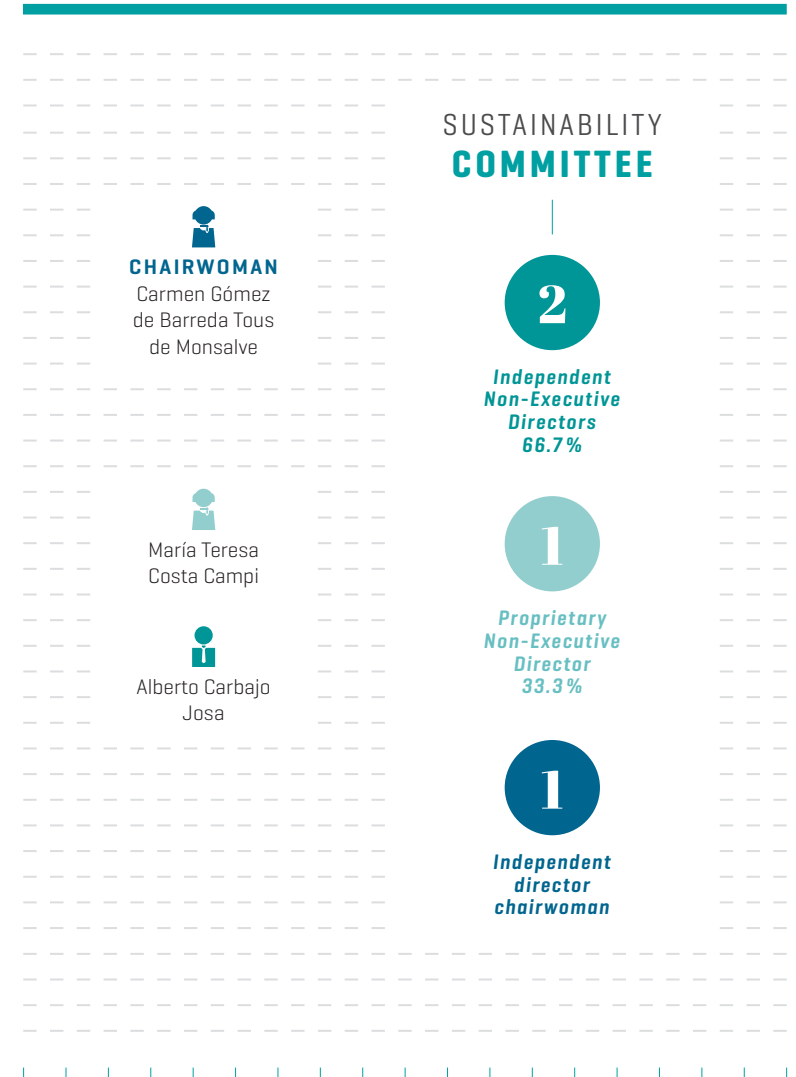 SUSTAINABILITY
COMMITTEE
CHAIRWOMAN
Carmen Gómez
de Barreda Tous
de Monsalve
María Teresa
Costa Campi
Alberto Carbajo
Josa
2
Independent
Non-Executive
Directors
66.7%
1
Proprietary
Non-Executive
Director
33.3%
1
Independent
director
chairwoman